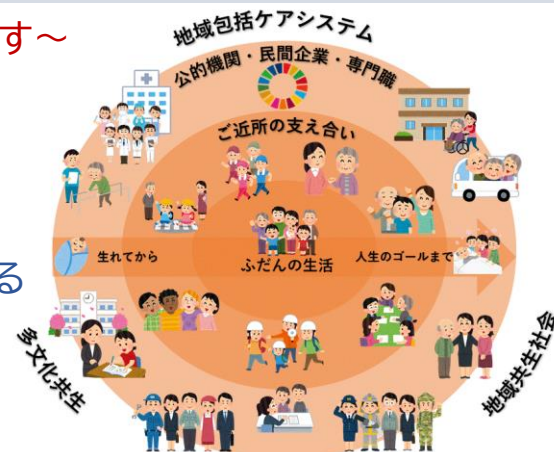 す～
地域包括ケアシステム
公的機関・民間企業・専門職
ご近所の支え合い
生れてから
ふだんの生活
人生のゴールまで
る
多文化共生
地域共生社会